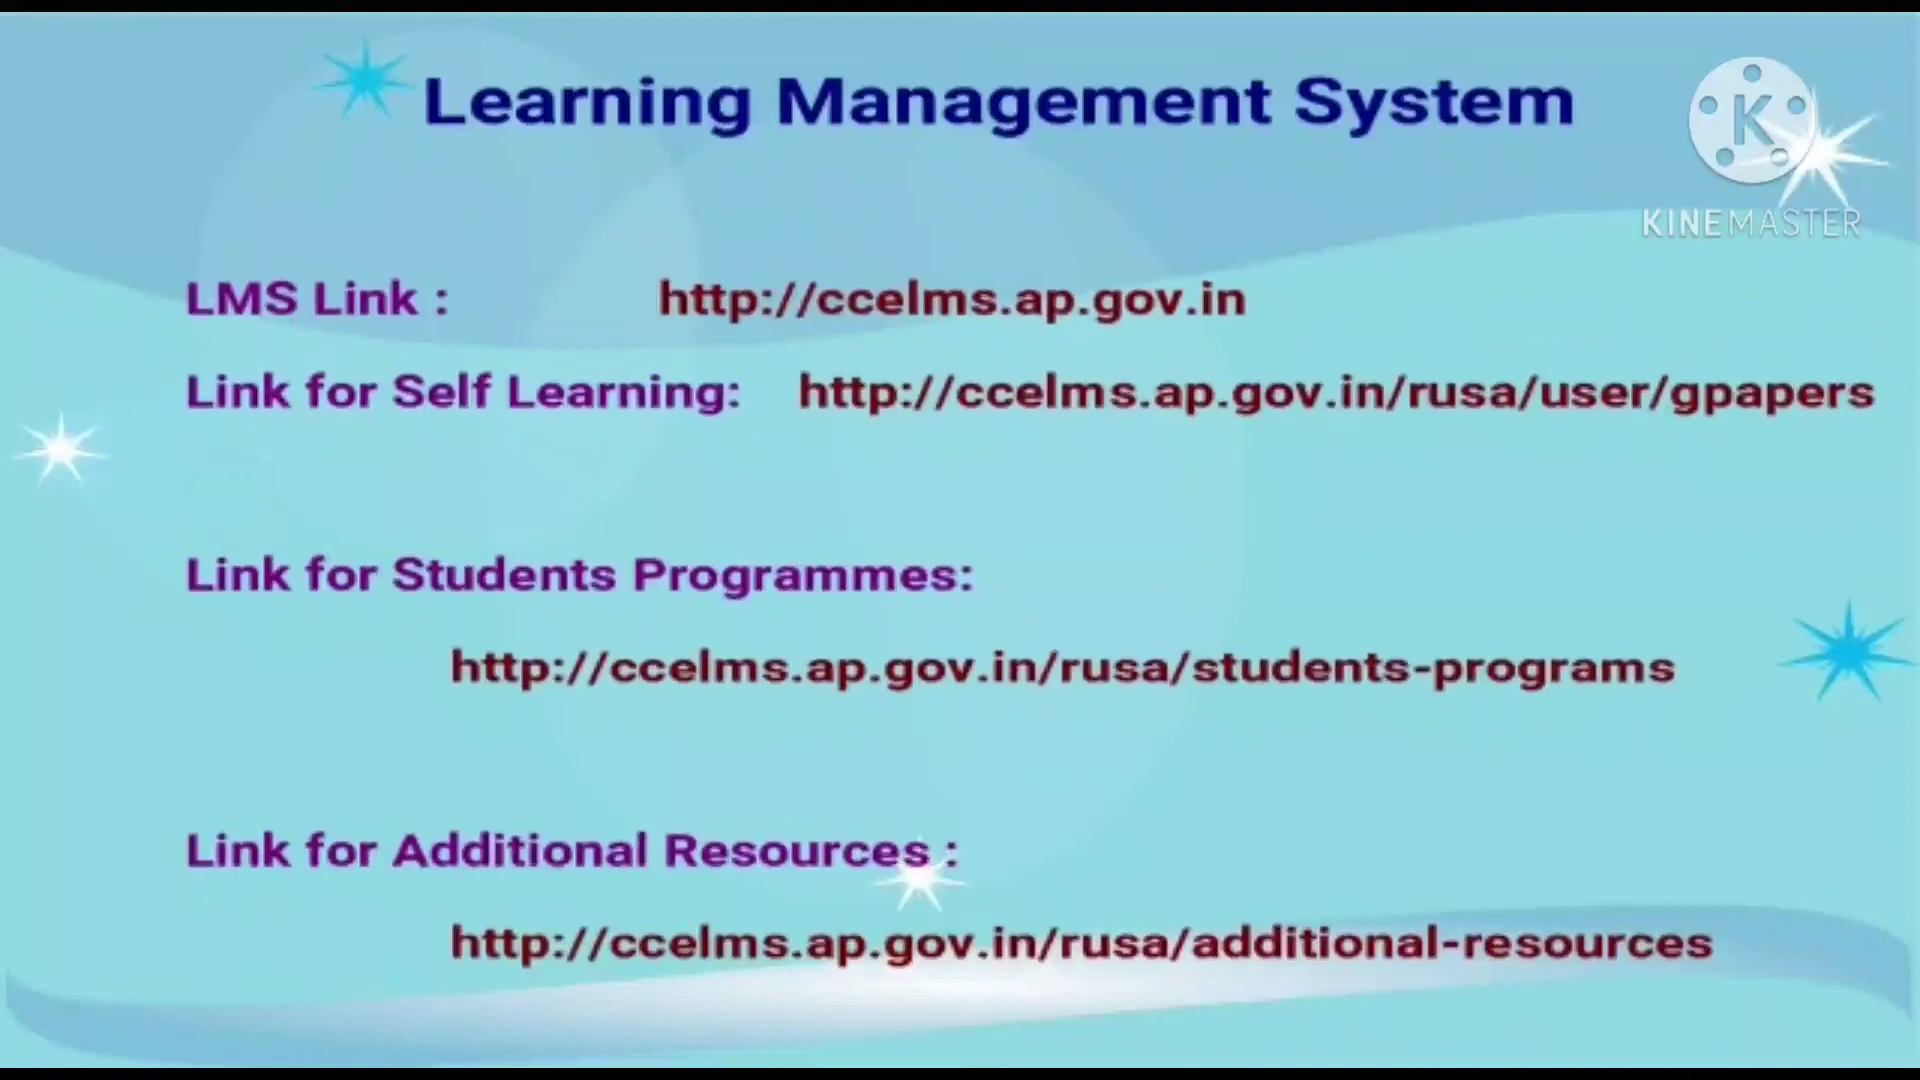 Learning Management System
K
KINEMASTER
LMS Link : http://ccelms.ap.gov.in
Link for Self Learning: http://ccelms.ap.gov.in/rusa/user/gpapers
Link for Students Programmes:
http://ccelms.ap.gov.in/rusa/students-programs
Link for Additional Resources :
http://ccelms.ap.gov.in/rusa/additional-resources